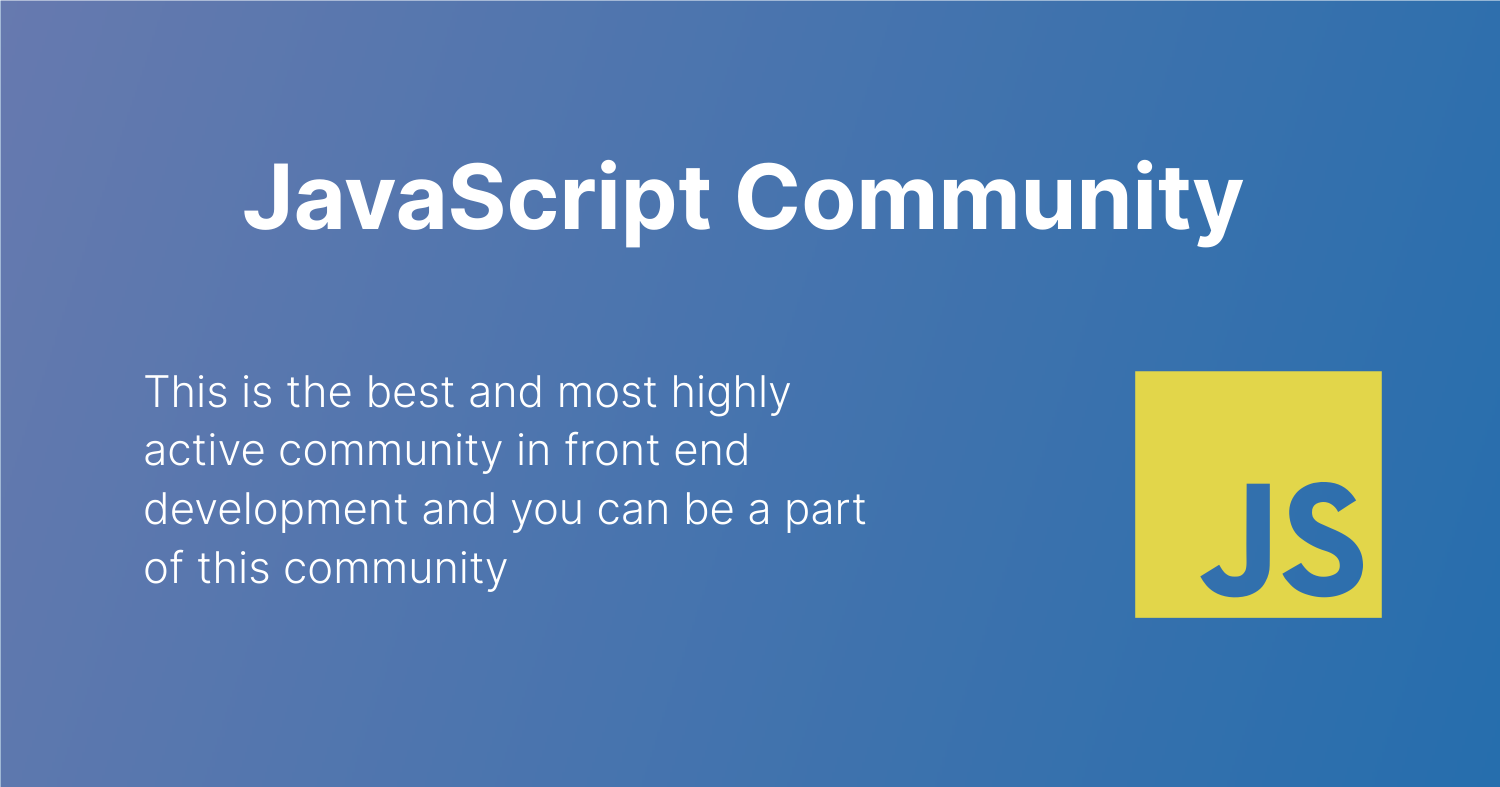 JavaScript Community
This is the best and most highly
active community in front end
development and you can be a part
of this community
JS